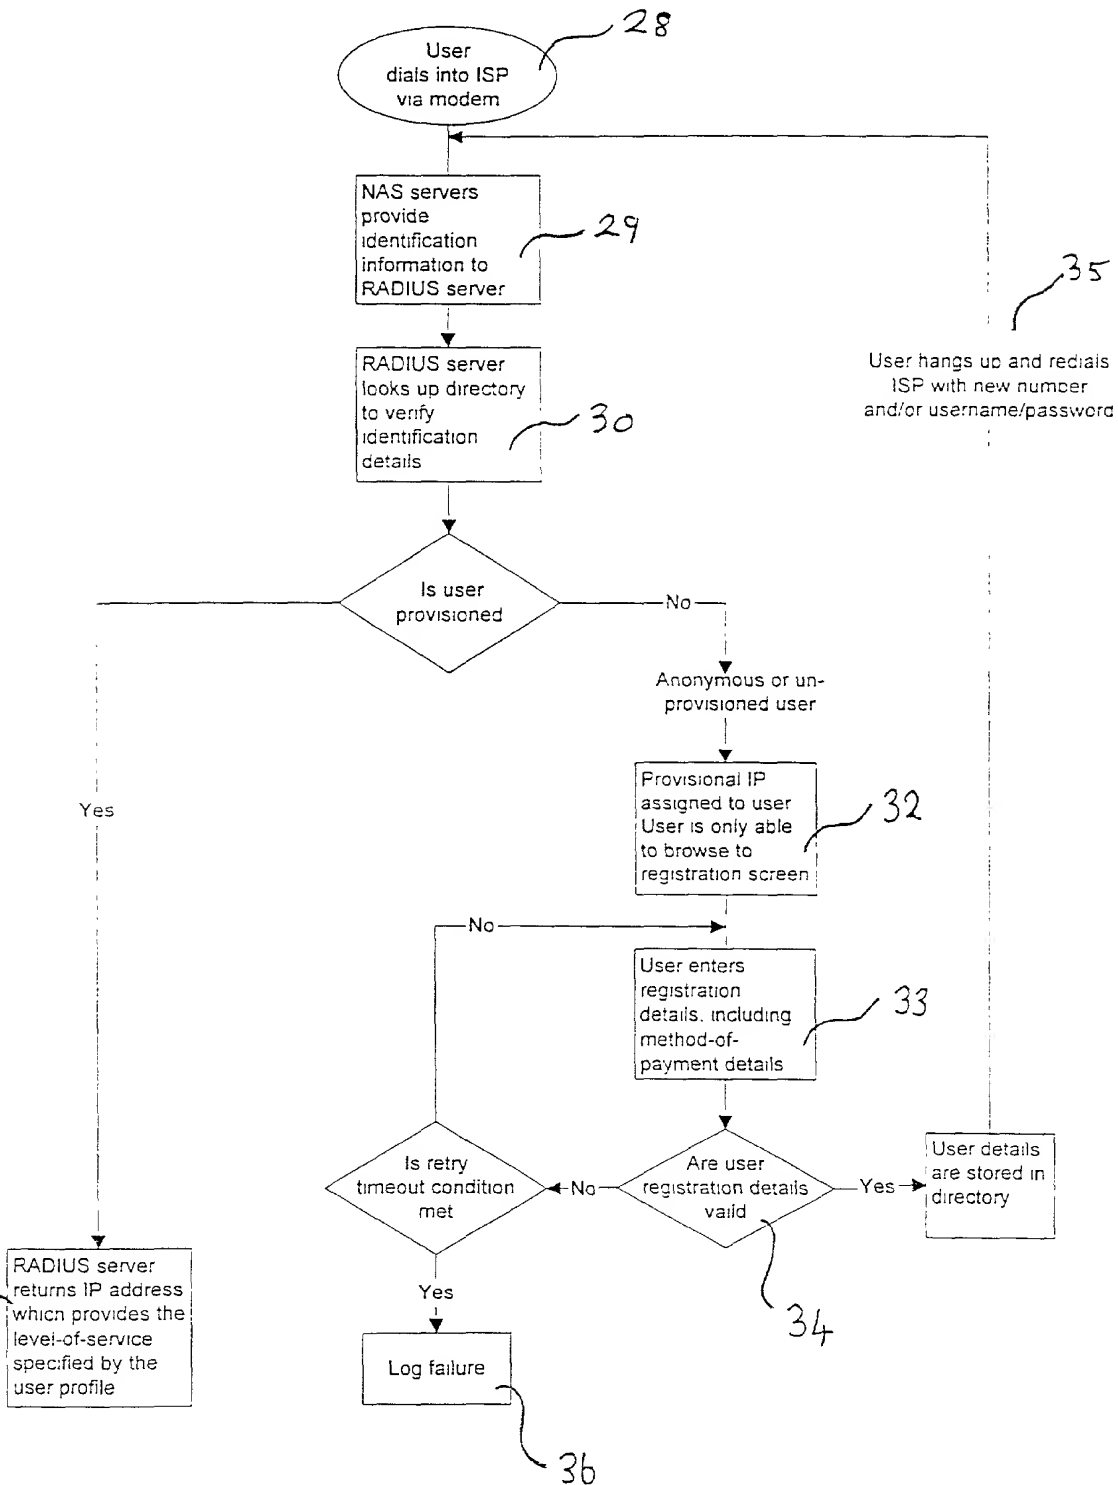 28
User
dials into ISP
via modem
NAS servers
provide
identification
information to
RADIUS server
29
35
User hangs up and redials
ISP with new number
and/or username/password
RADIUS server
looks up directory
to verify
identification
details
30
Is user
provisioned
No
Anonymous or un-
provisioned user
Yes
Provisional IP
assigned to user
User is only able
to browse to
registration screen
32
No
User enters
registration
details, including
method-of-
payment details
33
Is retry
timeout condition
met
No
Are user
registration details
valid
Yes
User details
are stored in
directory
34
RADIUS server
returns IP address
which provides the
level-of-service
specified by the
user profile
Yes
Log failure
36